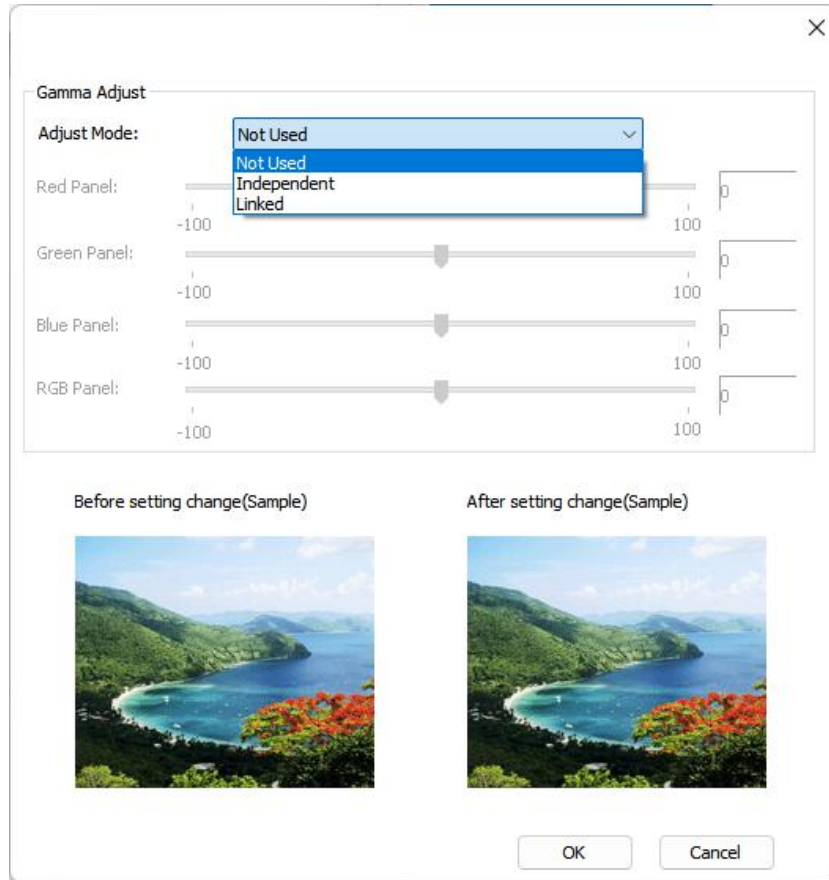 Gamma Adjust
Adjust Mode: Not Used
Not Used
Independent
Linked
Red Panel: 0
-100 100
Green Panel: 0
-100 100
Blue Panel: 0
-100 100
RGB Panel: 0
-100 100
Before setting change(Sample) After setting change(Sample)
OK Cancel